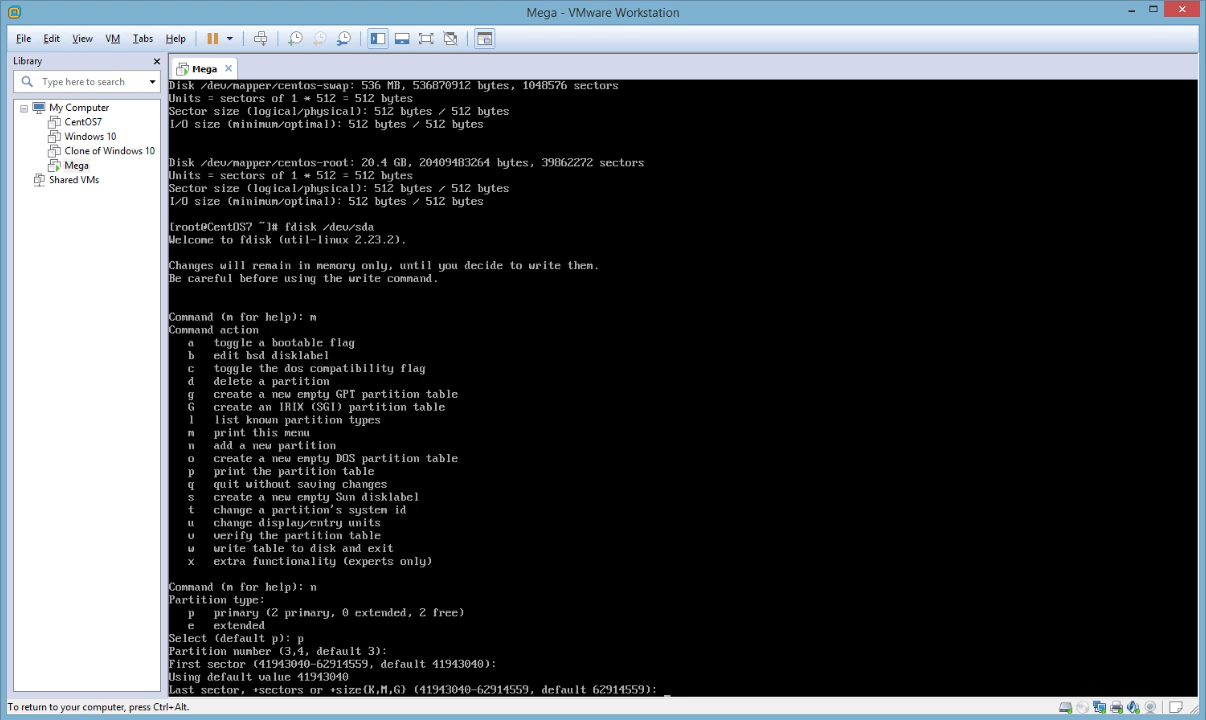 Mega - VMware Workstation
File Edit View VM Tabs Help
Library
Type here to search
My Computer
CentOS7
Windows 10
Clone of Windows 10
Mega
Shared VMs
Mega
Disk /dev/mapper/centos-swap: 536 MB, 536870912 bytes, 1048576 sectors
Units = sectors of 1 * 512 = 512 bytes
Sector size (logical/physical): 512 bytes / 512 bytes
I/O size (minimum/optimal): 512 bytes / 512 bytes
Disk /dev/mapper/centos-root: 20.4 GB, 20409483264 bytes, 39862272 sectors
Units = sectors of 1 * 512 = 512 bytes
Sector size (logical/physical): 512 bytes / 512 bytes
I/O size (minimum/optimal): 512 bytes / 512 bytes
[root@CentOS7 ~]# fdisk /dev/sda
Welcome to fdisk (util-linux 2.23.2).
Changes will remain in memory only, until you decide to write them.
Be careful before using the write command.
Command (m for help): m
Command action
a toggle a bootable flag
b edit bsd disklabel
c toggle the dos compatibility flag
d delete a partition
g create a new empty GPT partition table
G create an IRIX (SGI) partition table
l list known partition types
m print this menu
n add a new partition
o create a new empty DOS partition table
p print the partition table
q quit without saving changes
s create a new empty Sun disklabel
t change a partition's system id
u change display/entry units
v verify the partition table
w write table to disk and exit
x extra functionality (experts only)
Command (m for help): n
Partition type:
p primary (2 primary, 0 extended, 2 free)
e extended
Select (default p): p
Partition number (3,4, default 3):
First sector (41943040-62914559, default 41943040):
Using default value 41943040
Last sector, +sectors or +size{K,M,G} (41943040-62914559, default 62914559):
To return to your computer, press Ctrl+Alt.